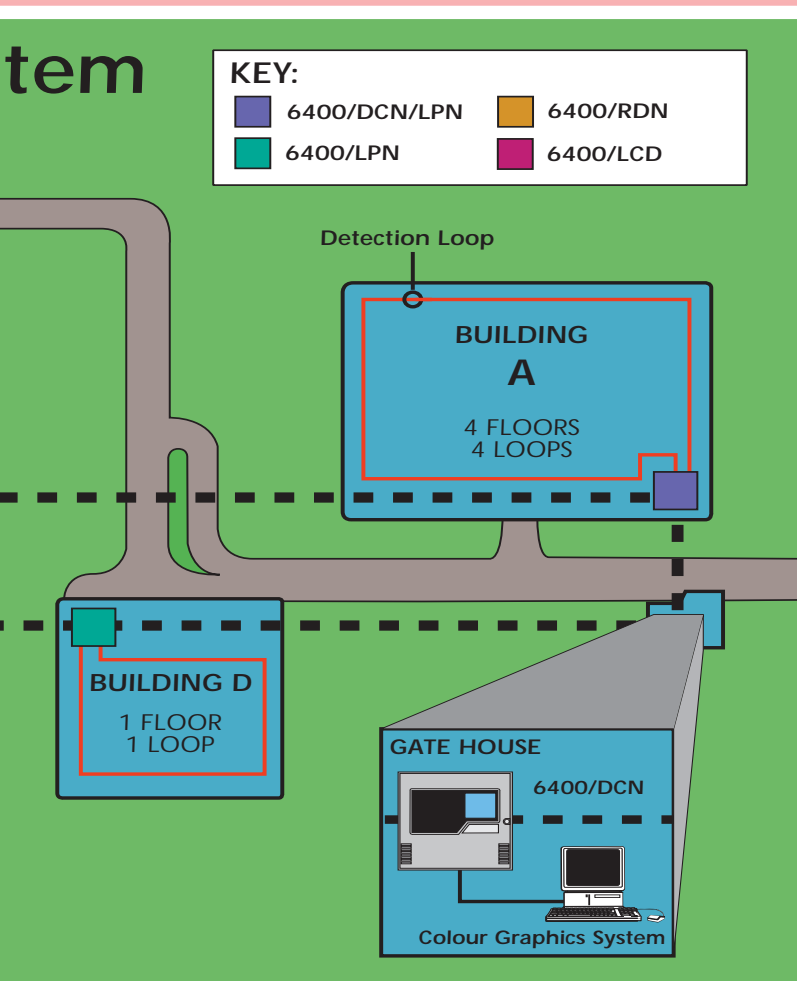 tem
KEY:
6400/DCN/LPN
6400/RDN
6400/LPN
6400/LCD
Detection Loop
BUILDING
A
4 FLOORS
4 LOOPS
BUILDING D
1 FLOOR
1 LOOP
GATE HOUSE
6400/DCN
Colour Graphics System